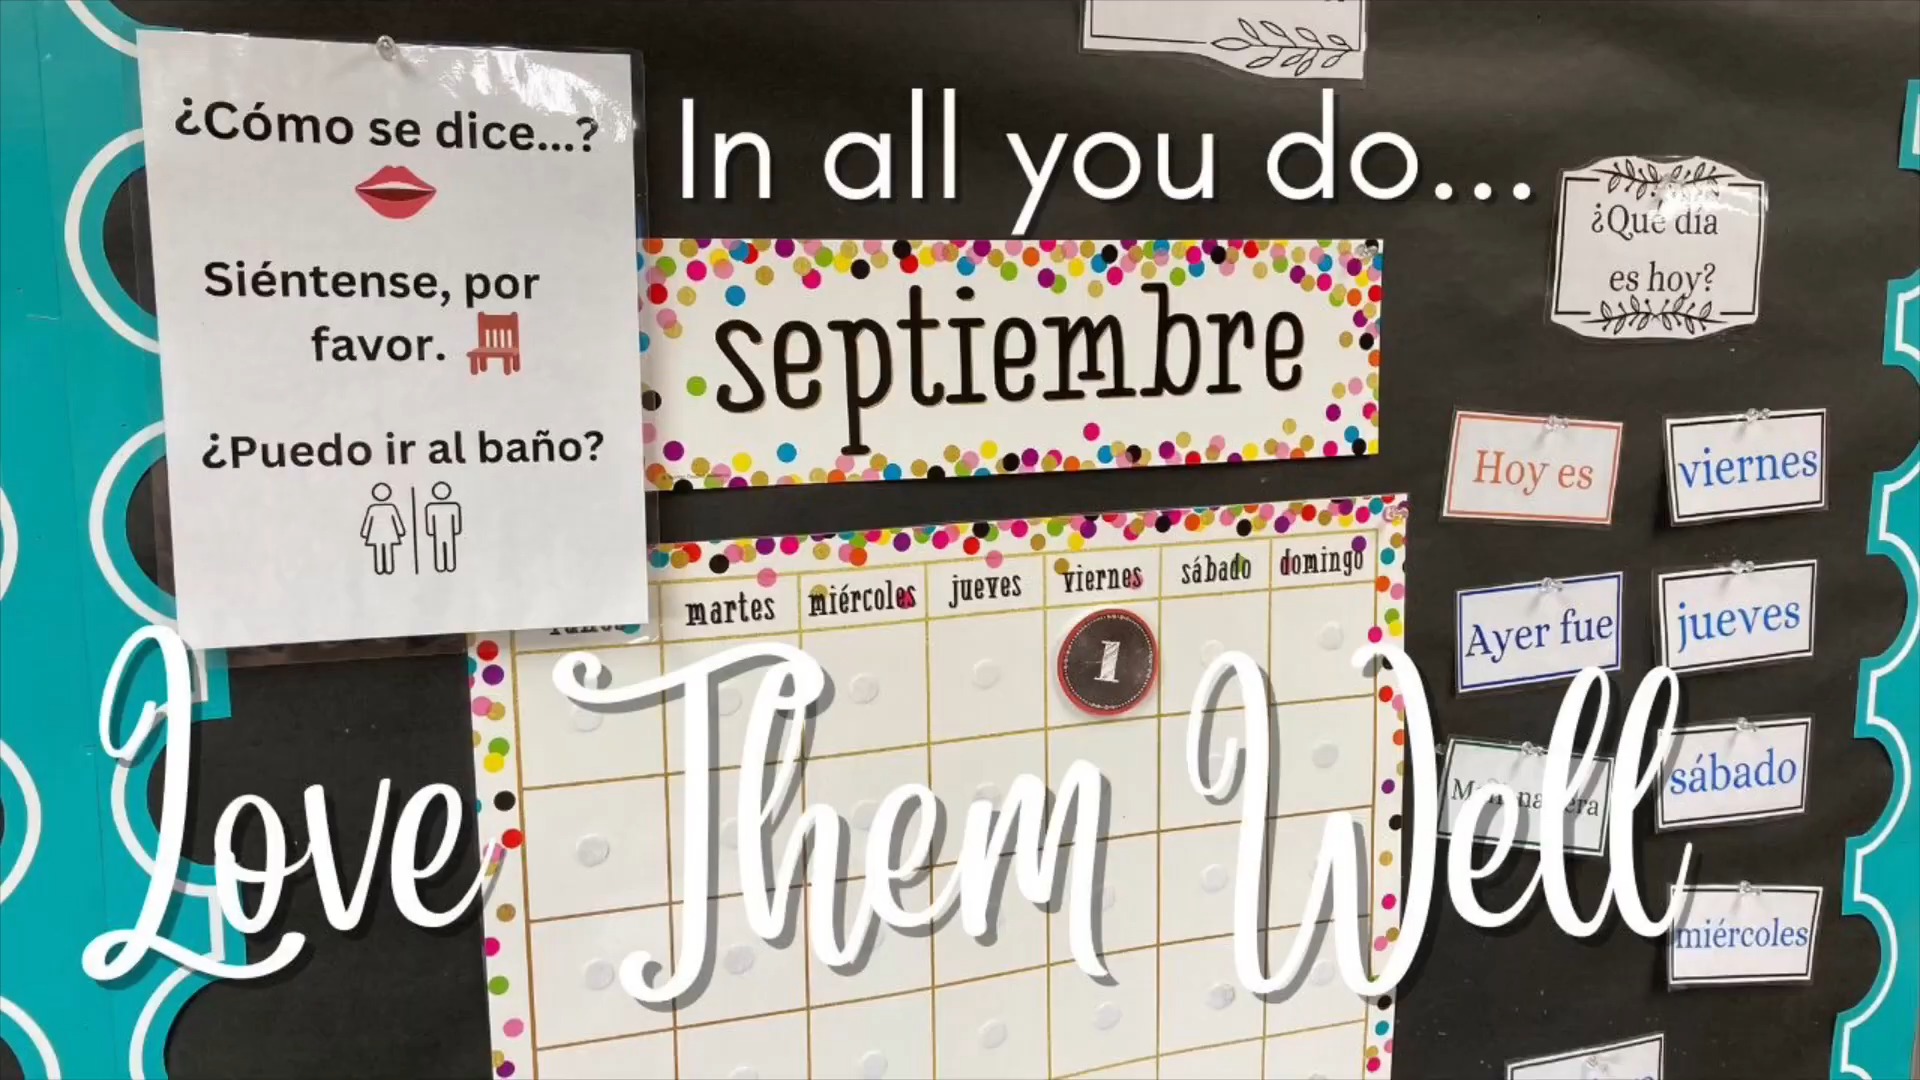 ¿Cómo se dice...?
Siéntense, por
favor.
¿Puedo ir al baño?
In all you do...
septiembre
martes miércoles jueves viernes sábado domingo
1
Love Them Well
¿Qué día
es hoy?
Hoy es viernes
Ayer fue jueves
sábado
miércoles